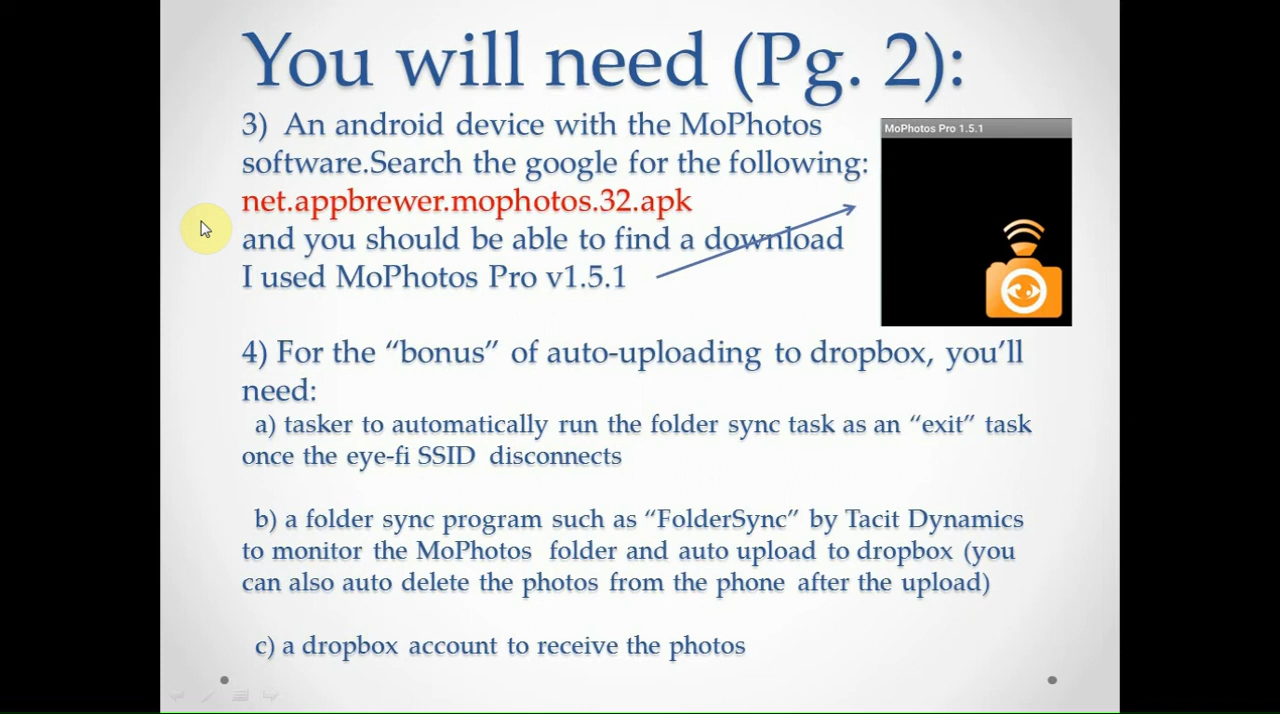 You will need (Pg. 2):
3) An android device with the MoPhotos
software.Search the google for the following:
net.appbrewer.mophotos.32.apk
and you should be able to find a download
I used MoPhotos Pro v1.5.1
MoPhotos Pro 1.5.1
4) For the “bonus” of auto-uploading to dropbox, you’ll
need:
a) tasker to automatically run the folder sync task as an “exit” task
once the eye-fi SSID disconnects
b) a folder sync program such as “FolderSync” by Tacit Dynamics
to monitor the MoPhotos folder and auto upload to dropbox (you
can also auto delete the photos from the phone after the upload)
c) a dropbox account to receive the photos